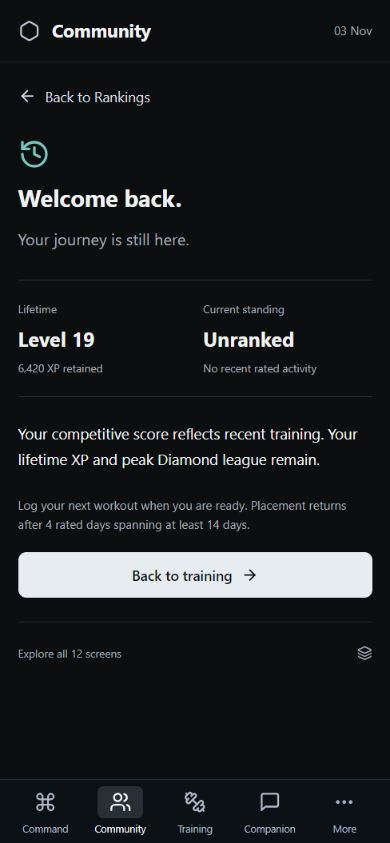 Community
03 Nov
Back to Rankings
Welcome back.
Your journey is still here.
Lifetime
Current standing
Level 19
Unranked
6,420 XP retained
No recent rated activity
Your competitive score reflects recent training. Your
lifetime XP and peak Diamond league remain.
Log your next workout when you are ready. Placement returns
after 4 rated days spanning at least 14 days.
Back to training
Explore all 12 screens
Command
Community
Training
Companion
More